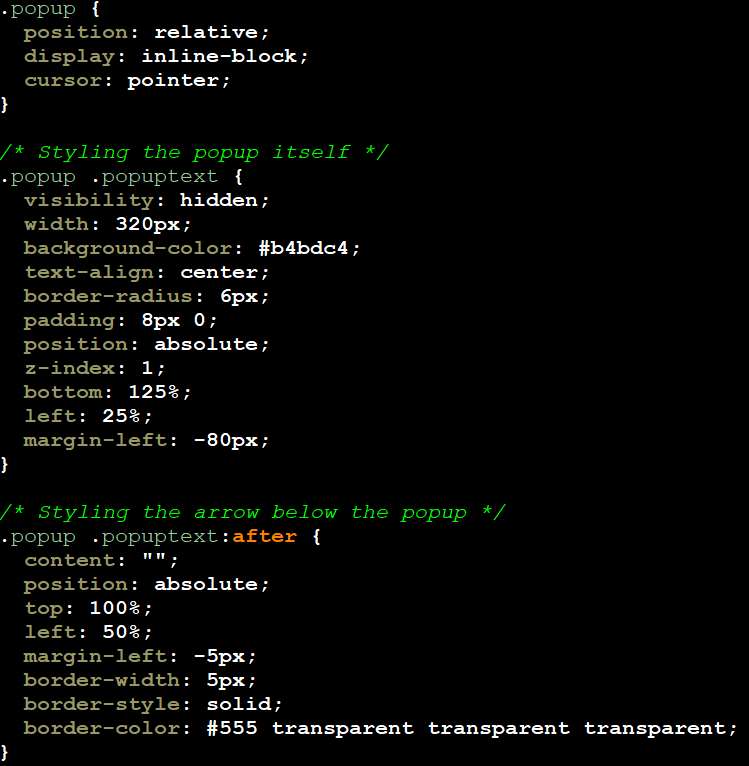 .popup {
  position: relative;
  display: inline-block;
  cursor: pointer;
}

/* Styling the popup itself */
.popup .popuptext {
  visibility: hidden;
  width: 320px;
  background-color: #b4bdc4;
  text-align: center;
  border-radius: 6px;
  padding: 8px 0;
  position: absolute;
  z-index: 1;
  bottom: 125%;
  left: 25%;
  margin-left: -80px;
}

/* Styling the arrow below the popup */
.popup .popuptext:after {
  content: "";
  position: absolute;
  top: 100%;
  left: 50%;
  margin-left: -5px;
  border-width: 5px;
  border-style: solid;
  border-color: #555 transparent transparent transparent;
}